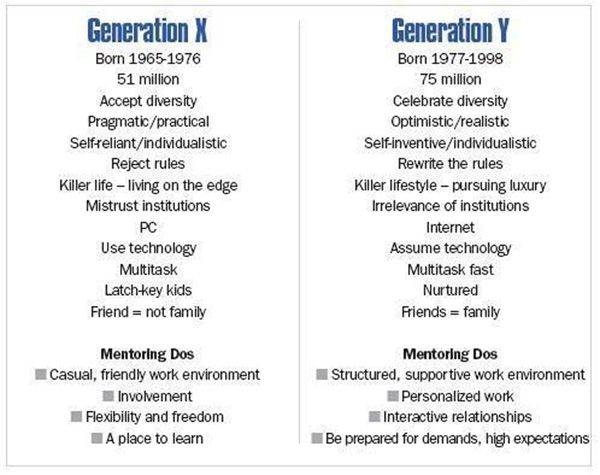 Generation X
Born 1965-1976
51 million
Accept diversity
Pragmatic/practical
Self-reliant/individualistic
Reject rules
Killer life – living on the edge
Mistrust institutions
PC
Use technology
Multitask
Latch-key kids
Friend = not family
Mentoring Dos
Casual, friendly work environment
Involvement
Flexibility and freedom
A place to learn
Generation Y
Born 1977-1998
75 million
Celebrate diversity
Optimistic/realistic
Self-inventive/individualistic
Rewrite the rules
Killer lifestyle – pursuing luxury
Irrelevance of institutions
Internet
Assume technology
Multitask fast
Nurtured
Friends = family
Mentoring Dos
Structured, supportive work environment
Personalized work
Interactive relationships
Be prepared for demands, high expectations